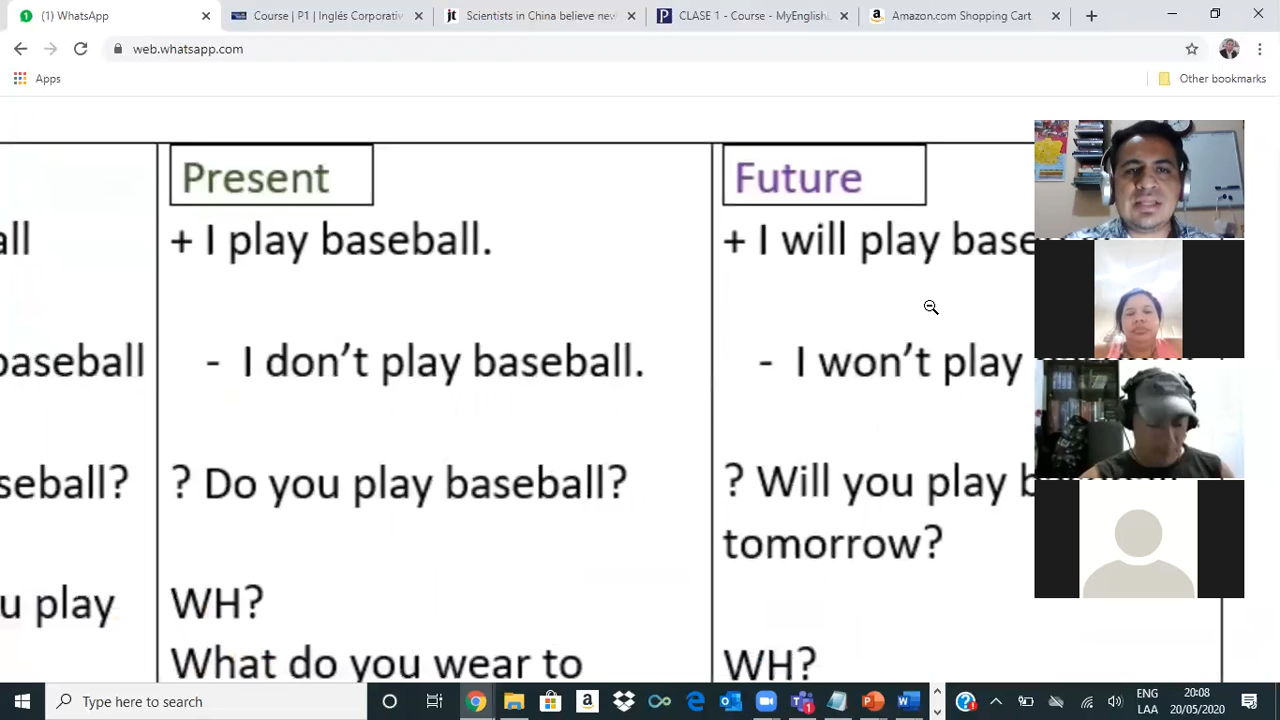 (1) WhatsApp
Course | P1 | Inglés Corporativ
Scientists in China believe new
CLASE 1 - Course - MyEnglishL
Amazon.com Shopping Cart
web.whatsapp.com
Apps
Other bookmarks
all
baseball
seball?
u play
Present
+ I play baseball.
- I don't play baseball.
? Do you play baseball?
WH?
What do you wear to
Future
+ I will play base
- I won't play
? Will you play b
tomorrow?
WH?
Type here to search
ENG
LAA
20:08
20/05/2020